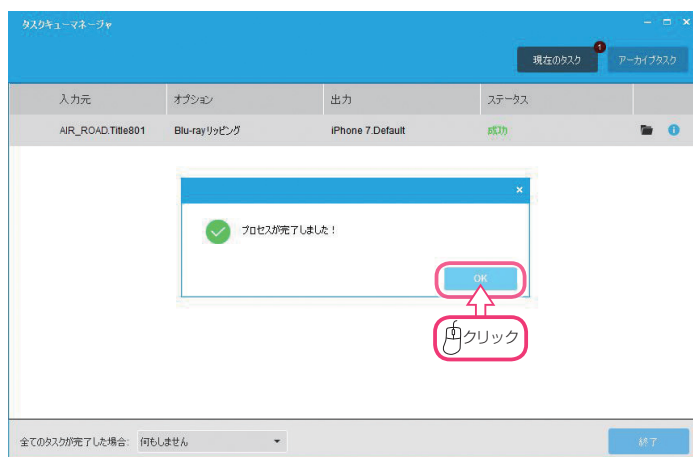 タスクキューマネージャ
現在のタスク
1
アーカイブタスク
入力元 オプション 出力 ステータス
AIR_ROAD.Title801 Blu-rayリッピング iPhone 7.Default 成功
プロセスが完了しました！
OK
クリック
全てのタスクが完了した場合: 何もしません
終了